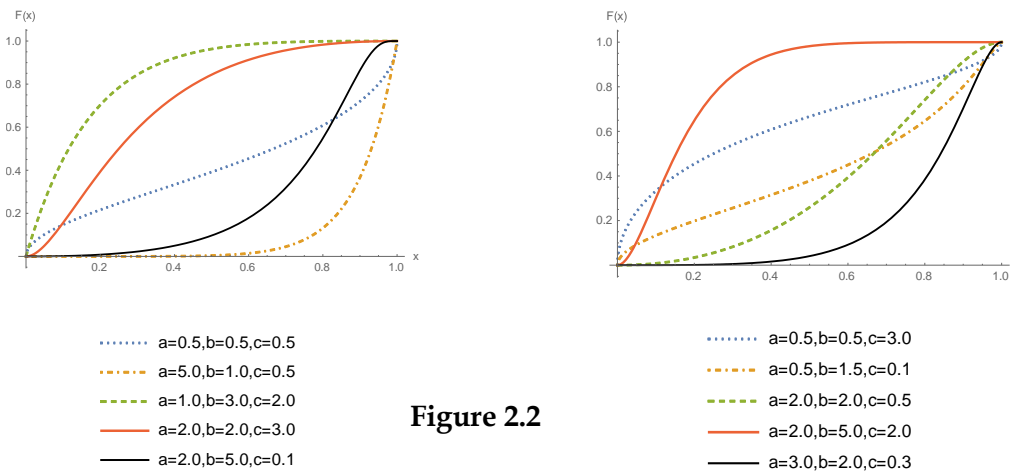 F(x)
1.0
0.8
0.6
0.4
0.2
0.2 0.4 0.6 0.8 1.0 x
a=0.5,b=0.5,c=0.5
a=5.0,b=1.0,c=0.5
a=1.0,b=3.0,c=2.0
a=2.0,b=2.0,c=3.0
a=2.0,b=5.0,c=0.1
Figure 2.2
F(x)
1.0
0.8
0.6
0.4
0.2
0.2 0.4 0.6 0.8 1.0
a=0.5,b=0.5,c=3.0
a=0.5,b=1.5,c=0.1
a=2.0,b=2.0,c=0.5
a=2.0,b=5.0,c=2.0
a=3.0,b=2.0,c=0.3